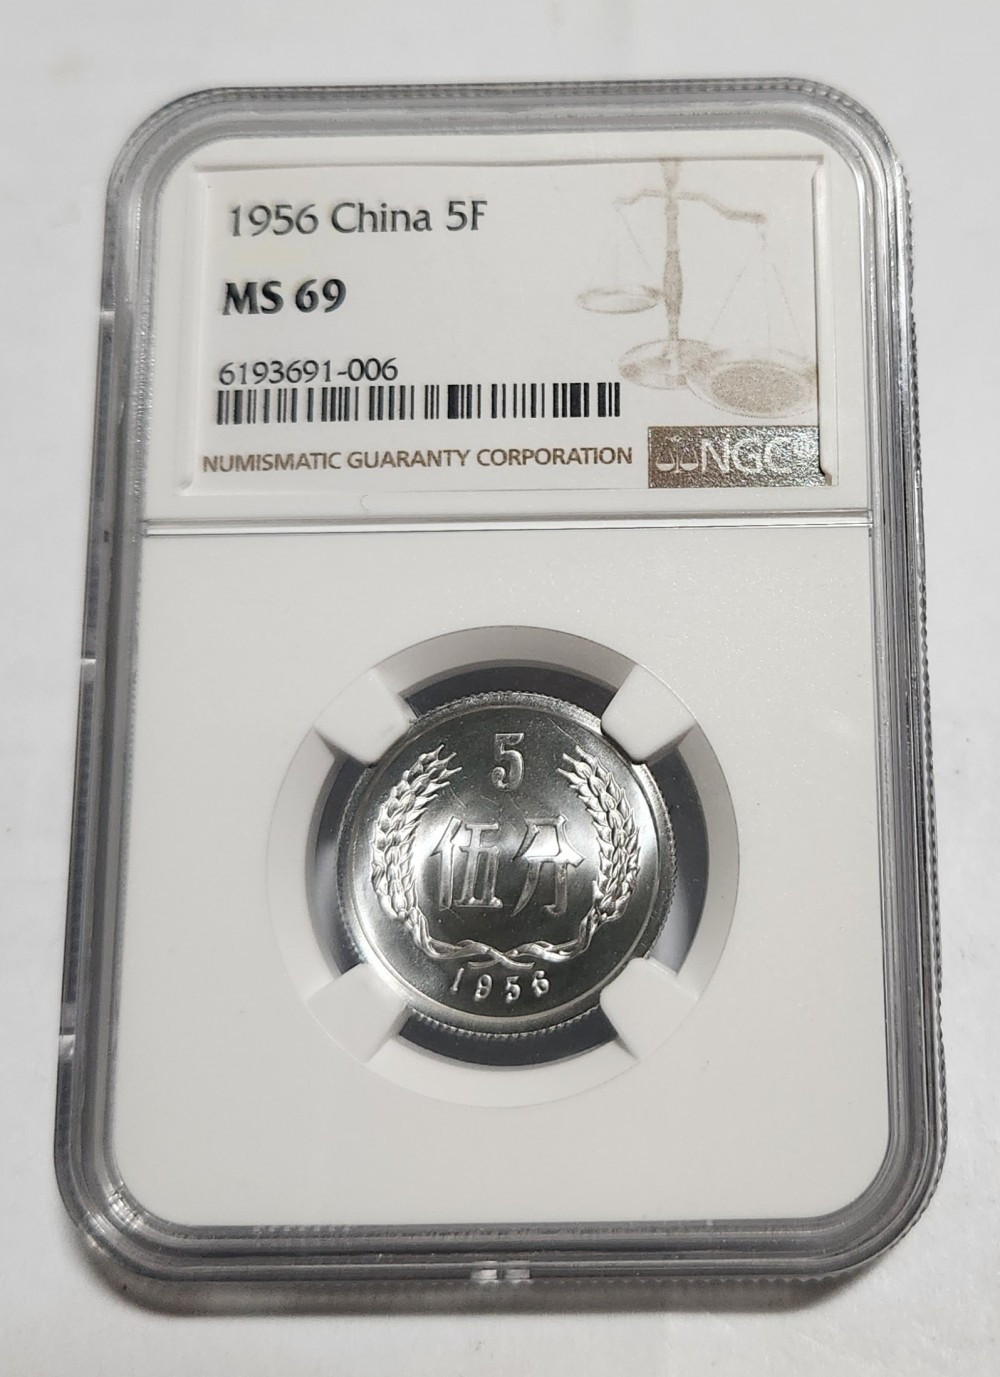 1956 China 5F
MS 69
6193691-006
NUMISMATIC GUARANTY CORPORATION NGC®
5
伍分
1956